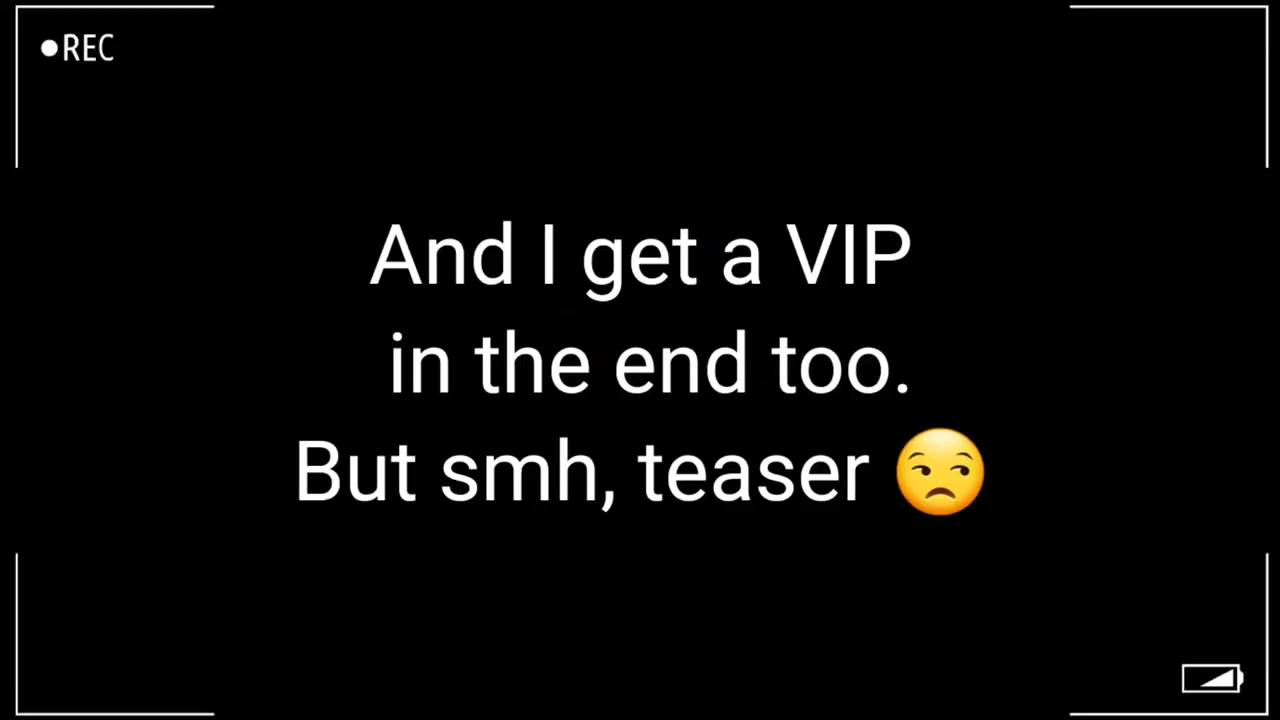 ●REC
And I get a VIP
in the end too.
But smh, teaser 😒